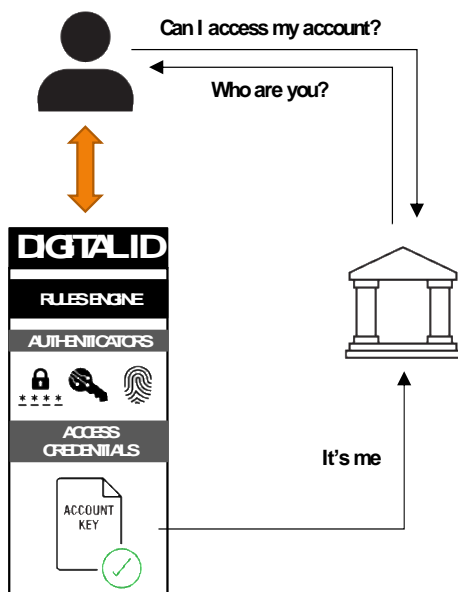 Can I access my account?
Who are you?
DIGITAL ID
RULES ENGINE
AUTHENTICATORS
* * * *
ACCESS
CREDENTIALS
ACCOUNT
KEY
It's me